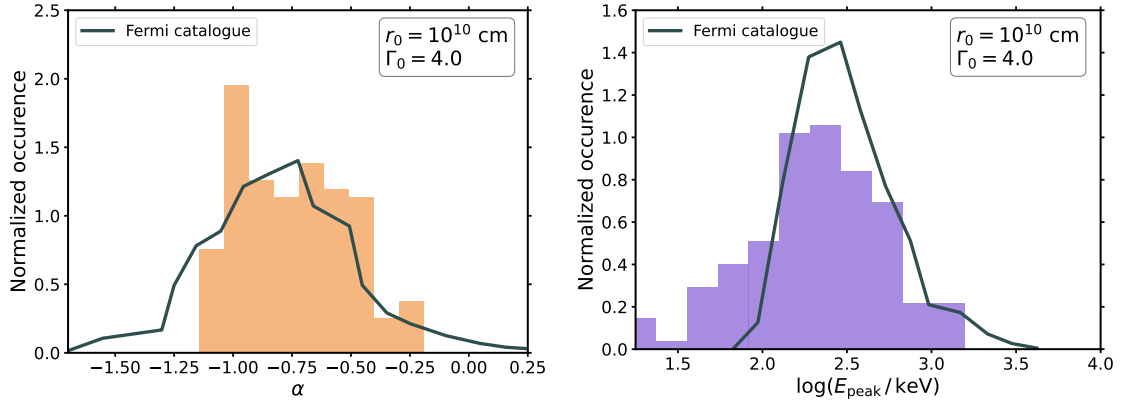 Fermi catalogue
r₀ = 10¹⁰ cm
Γ₀ = 4.0
Normalized occurence
2.5
2.0
1.5
1.0
0.5
0.0
−1.50 −1.25 −1.00 −0.75 −0.50 −0.25 0.00 0.25
α
Fermi catalogue
r₀ = 10¹⁰ cm
Γ₀ = 4.0
Normalized occurence
1.6
1.4
1.2
1.0
0.8
0.6
0.4
0.2
0.0
1.5 2.0 2.5 3.0 3.5 4.0
log(E_peak / keV)